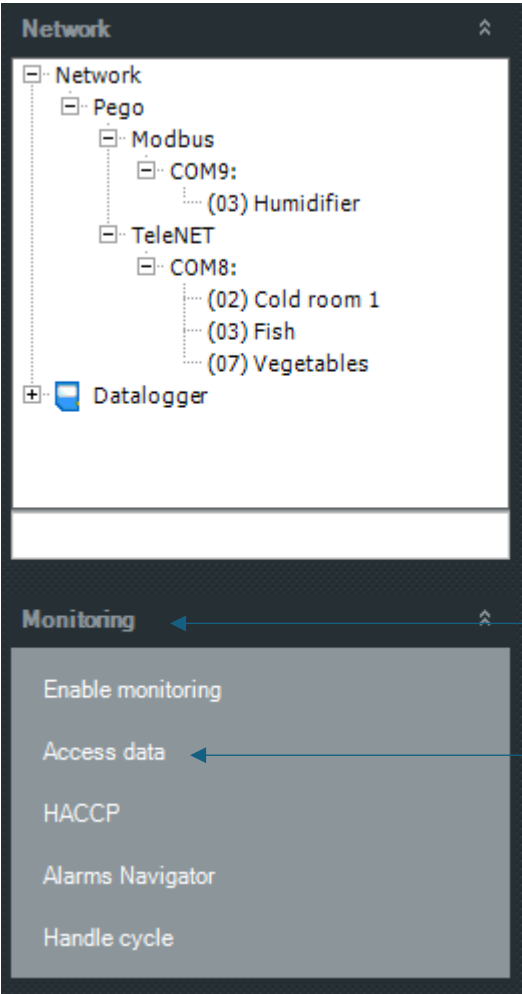 Network
Network
Pego
Modbus
COM9:
(03) Humidifier
TeleNET
COM8:
(02) Cold room 1
(03) Fish
(07) Vegetables
Datalogger
Monitoring
Enable monitoring
Access data
HACCP
Alarms Navigator
Handle cycle